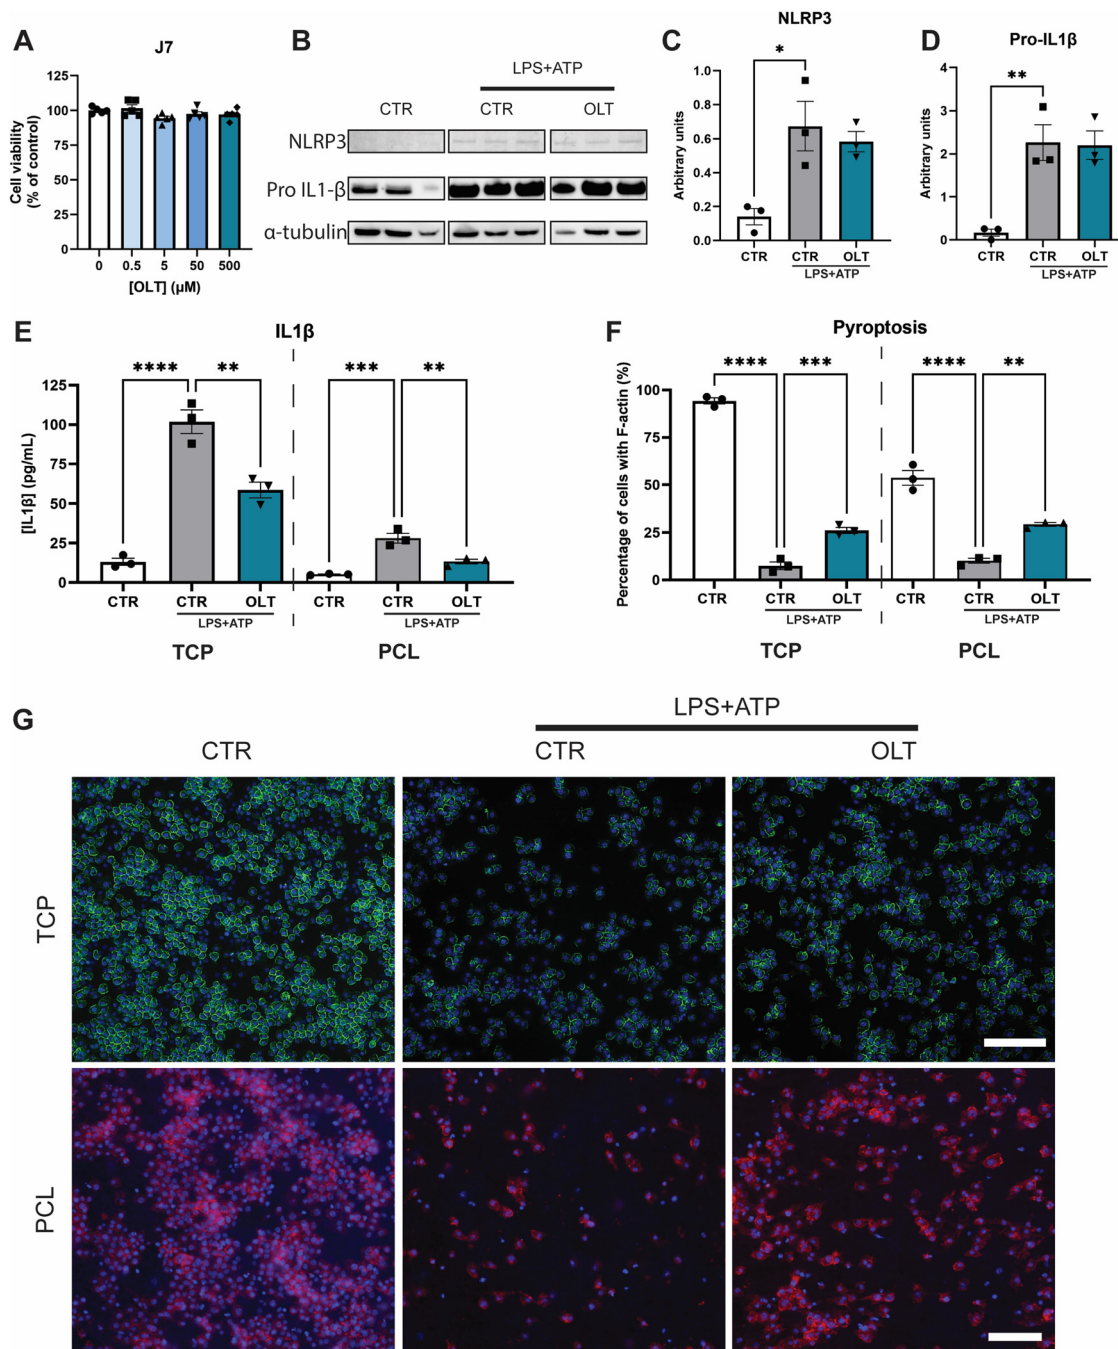 A
J7
Cell viability
(% of control)
125
100
75
50
25
0
0 0.5 5 50 500
[OLT] (µM)
B
LPS+ATP
CTR CTR OLT
NLRP3
Pro IL1-β
α-tubulin
C
NLRP3
*
Arbitrary units
1.0
0.8
0.6
0.4
0.2
0.0
CTR CTR OLT
LPS+ATP
D
Pro-IL1β
**
Arbitrary units
4
2
0
CTR CTR OLT
LPS+ATP
E
IL1β
**** ** *** **
[IL1β] (pg/mL)
125
100
75
50
25
0
CTR CTR OLT CTR CTR OLT
LPS+ATP LPS+ATP
TCP PCL
F
Pyroptosis
**** *** **** **
Percentage of cells with F-actin (%)
100
75
50
25
0
CTR CTR OLT CTR CTR OLT
LPS+ATP LPS+ATP
TCP PCL
G
LPS+ATP
CTR CTR OLT
TCP
PCL